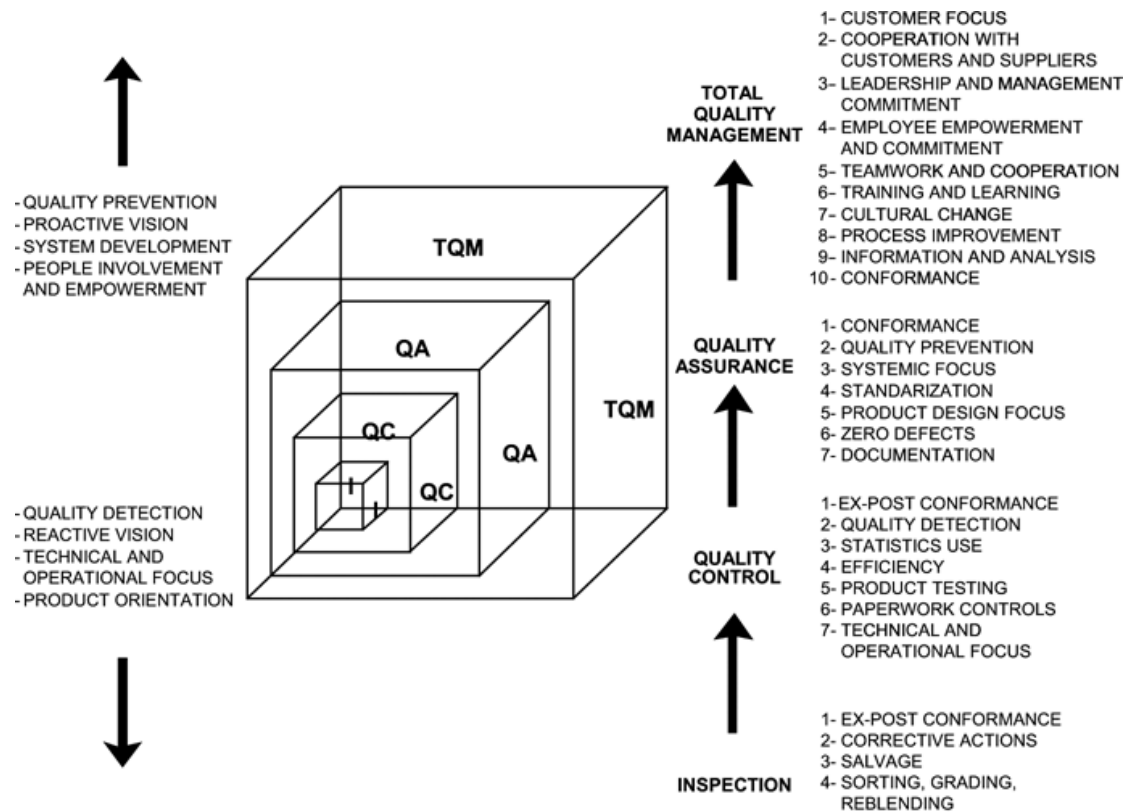 - QUALITY PREVENTION
- PROACTIVE VISION
- SYSTEM DEVELOPMENT
- PEOPLE INVOLVEMENT
AND EMPOWERMENT
- QUALITY DETECTION
- REACTIVE VISION
- TECHNICAL AND
OPERATIONAL FOCUS
- PRODUCT ORIENTATION
TQM
TQM
QA
QA
QC
QC
I
I
TOTAL
QUALITY
MANAGEMENT
1- CUSTOMER FOCUS
2- COOPERATION WITH
CUSTOMERS AND SUPPLIERS
3- LEADERSHIP AND MANAGEMENT
COMMITMENT
4- EMPLOYEE EMPOWERMENT
AND COMMITMENT
5- TEAMWORK AND COOPERATION
6- TRAINING AND LEARNING
7- CULTURAL CHANGE
8- PROCESS IMPROVEMENT
9- INFORMATION AND ANALYSIS
10- CONFORMANCE
QUALITY
ASSURANCE
1- CONFORMANCE
2- QUALITY PREVENTION
3- SYSTEMIC FOCUS
4- STANDARIZATION
5- PRODUCT DESIGN FOCUS
6- ZERO DEFECTS
7- DOCUMENTATION
QUALITY
CONTROL
1-EX-POST CONFORMANCE
2- QUALITY DETECTION
3- STATISTICS USE
4- EFFICIENCY
5- PRODUCT TESTING
6- PAPERWORK CONTROLS
7- TECHNICAL AND
OPERATIONAL FOCUS
INSPECTION
1- EX-POST CONFORMANCE
2- CORRECTIVE ACTIONS
3- SALVAGE
4- SORTING, GRADING,
REBLENDING